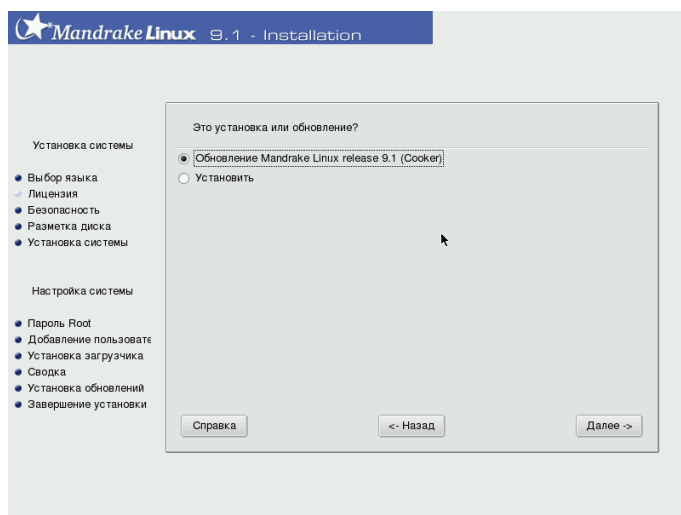 Mandrake Linux 9.1 - Installation
Установка системы
Выбор языка
Лицензия
Безопасность
Разметка диска
Установка системы
Настройка системы
Пароль Root
Добавление пользовате
Установка загрузчика
Сводка
Установка обновлений
Завершение установки
Это установка или обновление?
Обновление Mandrake Linux release 9.1 (Cooker)
Установить
Справка
<- Назад
Далее ->